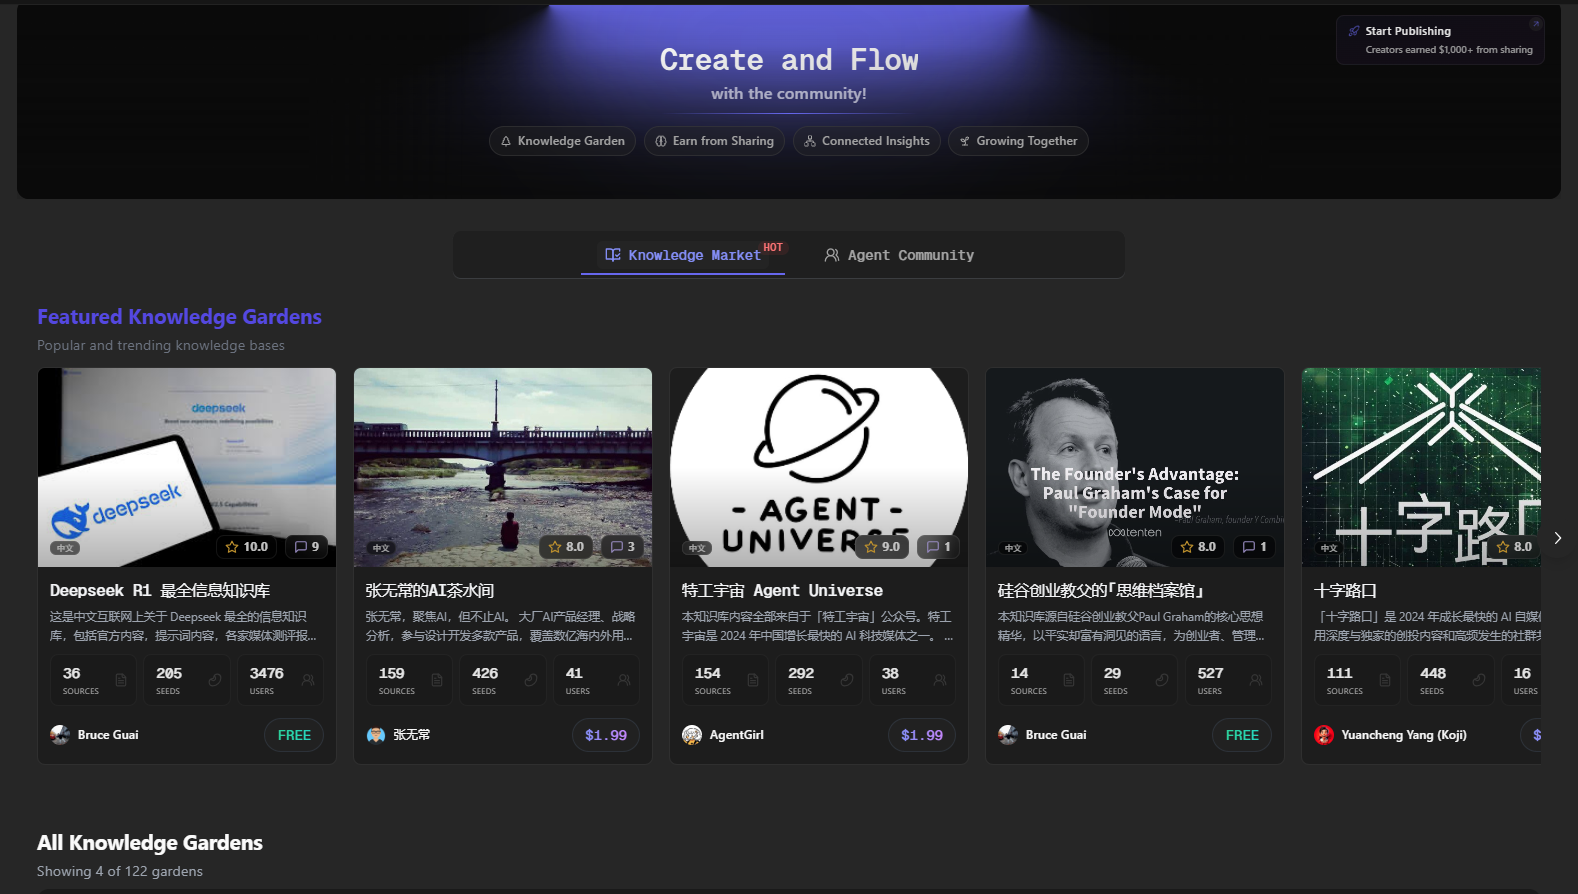 Create and Flow
with the community!
Start Publishing
Creators earned $1,000+ from sharing
Knowledge Garden
Earn from Sharing
Connected Insights
Growing Together
Knowledge Market
HOT
Agent Community
Featured Knowledge Gardens
Popular and trending knowledge bases
deepseek
deepseek
中文
10.0
9
Deepseek R1 最全信息知识库
这是中文互联网上关于 Deepseek 最全的信息知识
库，包括官方内容，提示词内容，各家媒体测评报...
36
SOURCES
205
SEEDS
3476
USERS
Bruce Guai
FREE
中文
8.0
3
张无常的AI茶水间
张无常，聚焦AI，但不止AI。 大厂AI产品经理、战略
分析，参与设计开发多款产品，覆盖数亿海内外用...
159
SOURCES
426
SEEDS
41
USERS
张无常
$1.99
- AGENT -
UNIVERSE
中文
9.0
1
特工宇宙 Agent Universe
本知识库内容全部来自于「特工宇宙」公众号。特工
宇宙是 2024 年中国增长最快的 AI 科技媒体之一。 ...
154
SOURCES
292
SEEDS
38
USERS
AgentGirl
$1.99
The Founder's Advantage:
Paul Graham's Case for
"Founder Mode"
tenten
中文
8.0
1
硅谷创业教父的「思维档案馆」
本知识库源自硅谷创业教父Paul Graham的核心思想
精华，以平实却富有洞见的语言，为创业者、管理...
14
SOURCES
29
SEEDS
527
USERS
Bruce Guai
FREE
十字路
中文
8.0
十字路口
「十字路口」是 2024 年成长最快的 AI 自媒
用深度与独家的创投内容和高频发生的社群
111
SOURCES
448
SEEDS
16
USERS
Yuancheng Yang (Koji)
$
All Knowledge Gardens
Showing 4 of 122 gardens